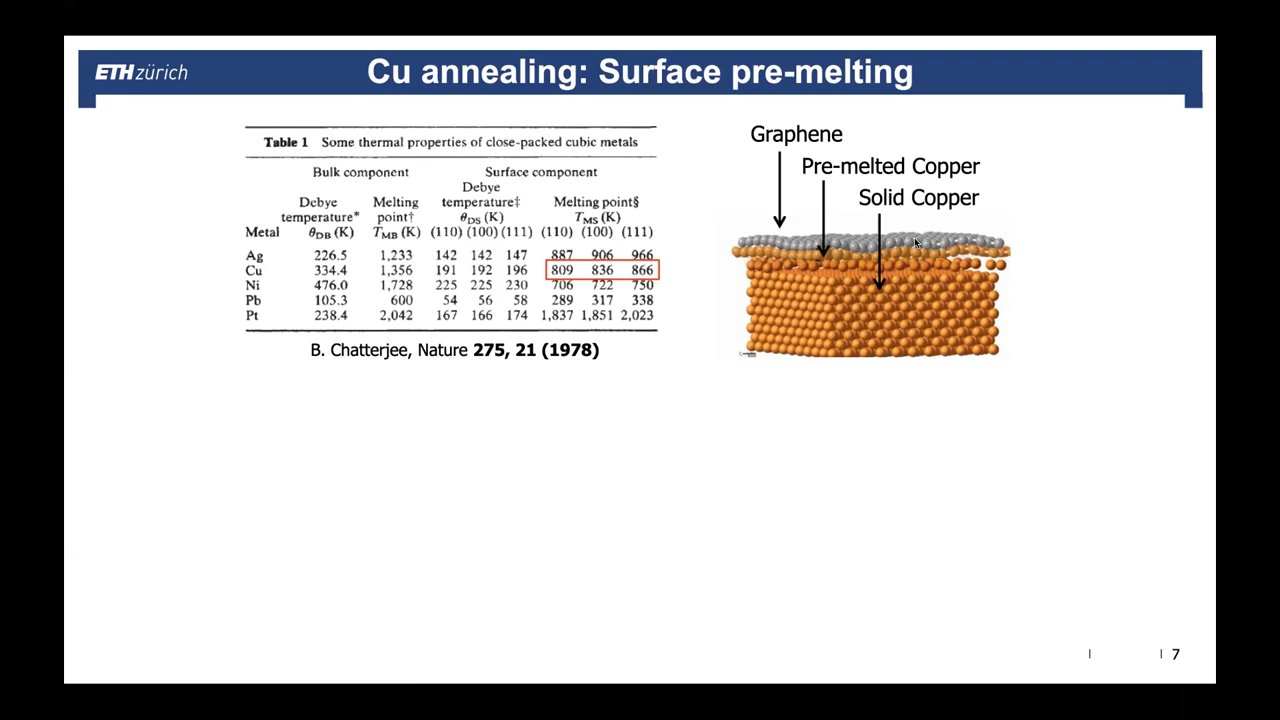 ETH zürich
Cu annealing: Surface pre-melting
Table 1 Some thermal properties of close-packed cubic metals
Bulk component Surface component
Debye
Debye Melting temperature‡ Melting point§
temperature* point† θDS (K) TMS (K)
Metal θDB (K) TMB (K) (110) (100) (111) (110) (100) (111)
Ag 226.5 1,233 142 142 147 887 906 966
Cu 334.4 1,356 191 192 196 809 836 866
Ni 476.0 1,728 225 225 230 706 722 750
Pb 105.3 600 54 56 58 289 317 338
Pt 238.4 2,042 167 166 174 1,837 1,851 2,023
B. Chatterjee, Nature 275, 21 (1978)
Graphene
Pre-melted Copper
Solid Copper
7